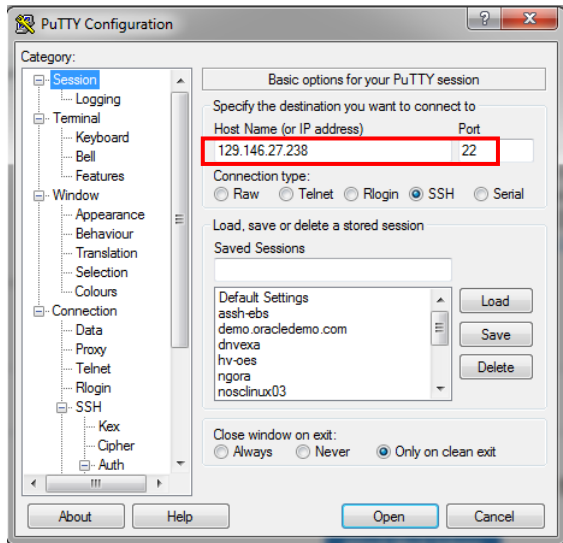 PuTTY Configuration
Category:
Session
Logging
Terminal
Keyboard
Bell
Features
Window
Appearance
Behaviour
Translation
Selection
Colours
Connection
Data
Proxy
Telnet
Rlogin
SSH
Kex
Cipher
Auth
Basic options for your PuTTY session
Specify the destination you want to connect to
Host Name (or IP address) Port
129.146.27.238 22
Connection type:
Raw Telnet Rlogin SSH Serial
Load, save or delete a stored session
Saved Sessions
Default Settings
assh-ebs
demo.oracledemo.com
dnvexa
hv-oes
ngora
nosclinux03
Load
Save
Delete
Close window on exit:
Always Never Only on clean exit
About Help Open Cancel